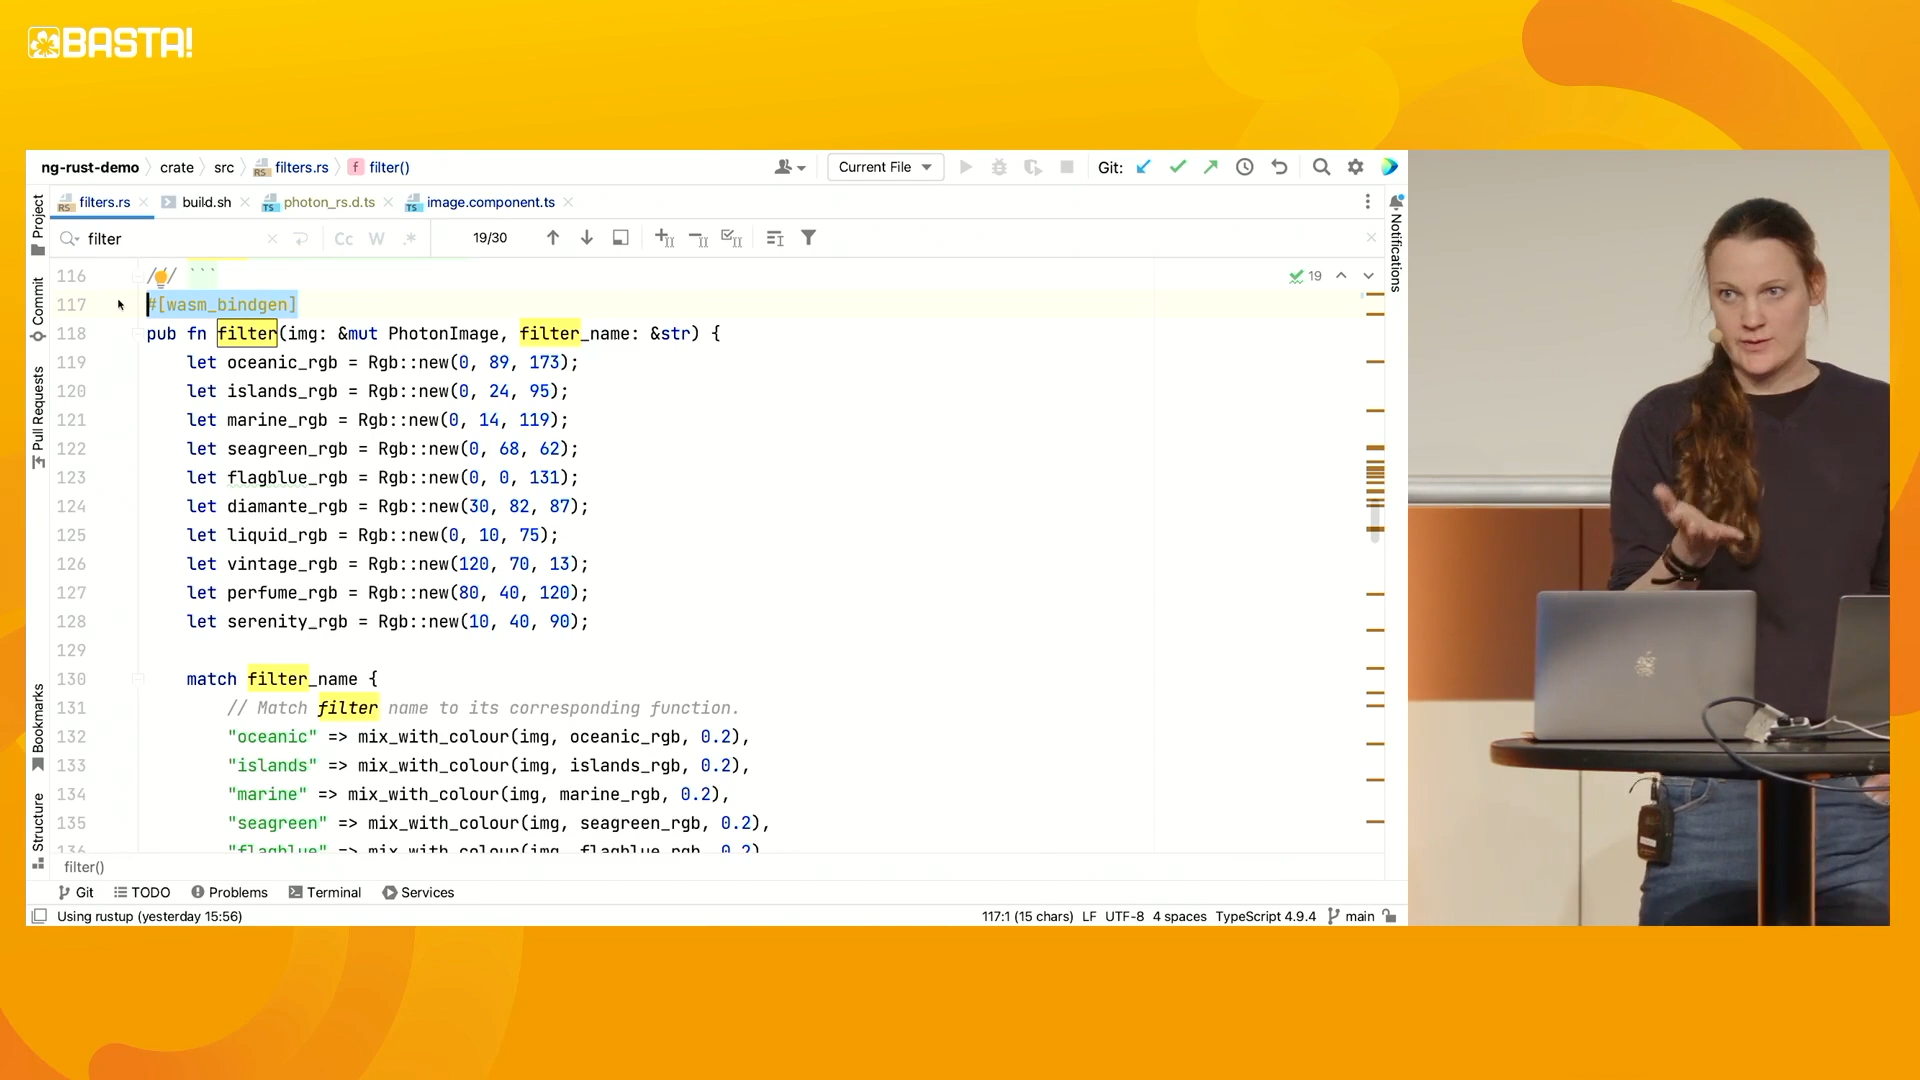 BASTA!
ng-rust-demo crate src filters.rs filter()
Current File
Git:
filters.rs build.sh photon_rs.d.ts image.component.ts
filter
Cc W .*
19/30
116 /// ```
19
117 #[wasm_bindgen]
118 pub fn filter(img: &mut PhotonImage, filter_name: &str) {
119 let oceanic_rgb = Rgb::new(0, 89, 173);
120 let islands_rgb = Rgb::new(0, 24, 95);
121 let marine_rgb = Rgb::new(0, 14, 119);
122 let seagreen_rgb = Rgb::new(0, 68, 62);
123 let flagblue_rgb = Rgb::new(0, 0, 131);
124 let diamante_rgb = Rgb::new(30, 82, 87);
125 let liquid_rgb = Rgb::new(0, 10, 75);
126 let vintage_rgb = Rgb::new(120, 70, 13);
127 let perfume_rgb = Rgb::new(80, 40, 120);
128 let serenity_rgb = Rgb::new(10, 40, 90);
129
130 match filter_name {
131 // Match filter name to its corresponding function.
132 "oceanic" => mix_with_colour(img, oceanic_rgb, 0.2),
133 "islands" => mix_with_colour(img, islands_rgb, 0.2),
134 "marine" => mix_with_colour(img, marine_rgb, 0.2),
135 "seagreen" => mix_with_colour(img, seagreen_rgb, 0.2),
136 "flagblue" => mix_with_colour(img, flagblue_rgb, 0.2)
filter()
Git TODO Problems Terminal Services
Using rustup (yesterday 15:56)
117:1 (15 chars) LF UTF-8 4 spaces TypeScript 4.9.4 main
Project
Commit
Pull Requests
Bookmarks
Structure
Notifications